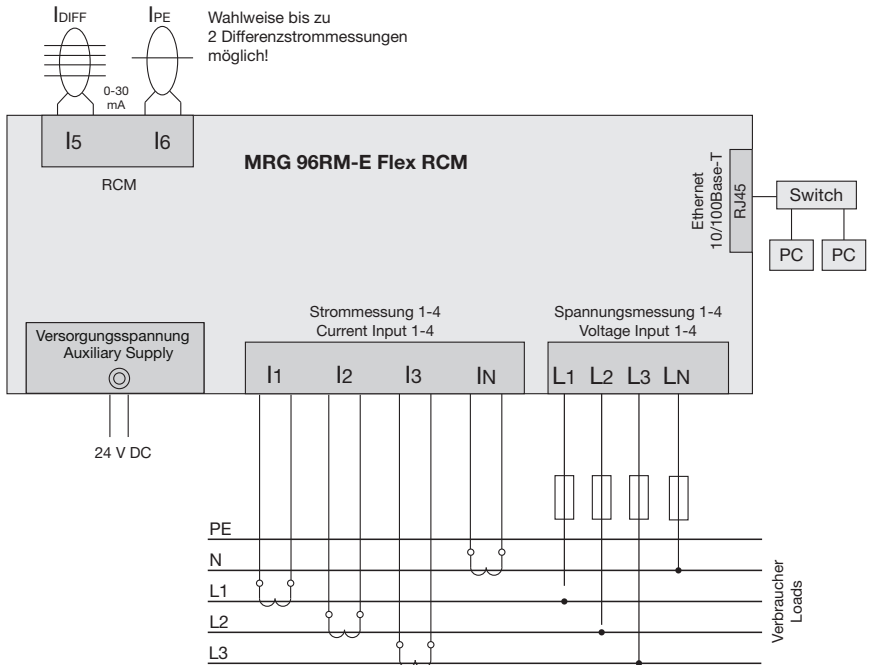 IDIFF
IPE
Wahlweise bis zu
2 Differenzstrommessungen
möglich!
0-30
mA
I5
I6
RCM
MRG 96RM-E Flex RCM
Ethernet
10/100Base-T
RJ45
Switch
PC
PC
Versorgungsspannung
Auxiliary Supply
24 V DC
Strommessung 1-4
Current Input 1-4
I1
I2
I3
IN
Spannungsmessung 1-4
Voltage Input 1-4
L1
L2
L3
LN
PE
N
L1
L2
L3
Verbraucher
Loads